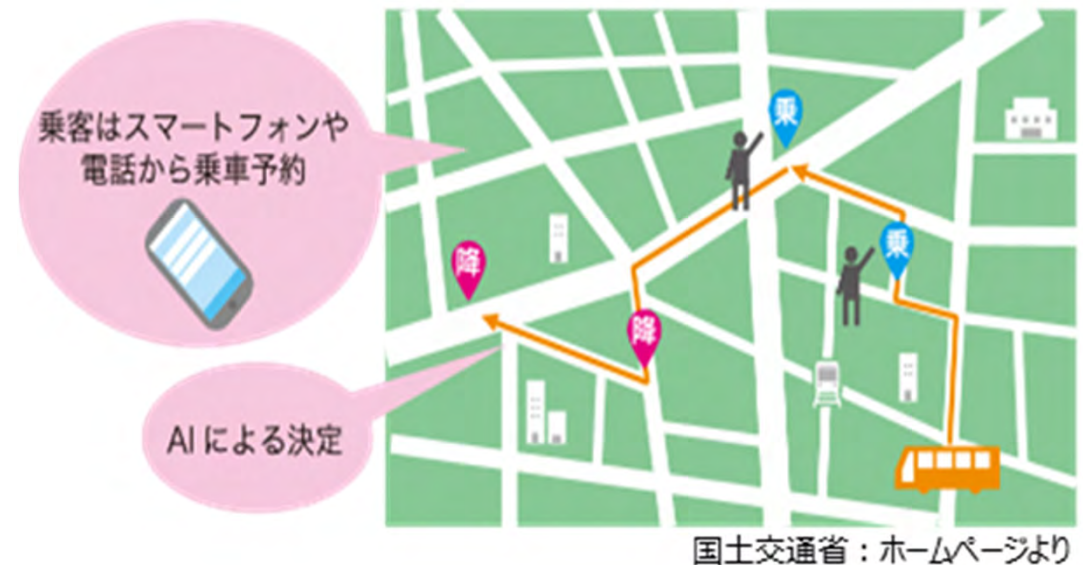 乗客はスマートフォンや
電話から乗車予約
乗
乗
降
降
AIによる決定
国土交通省：ホームページより